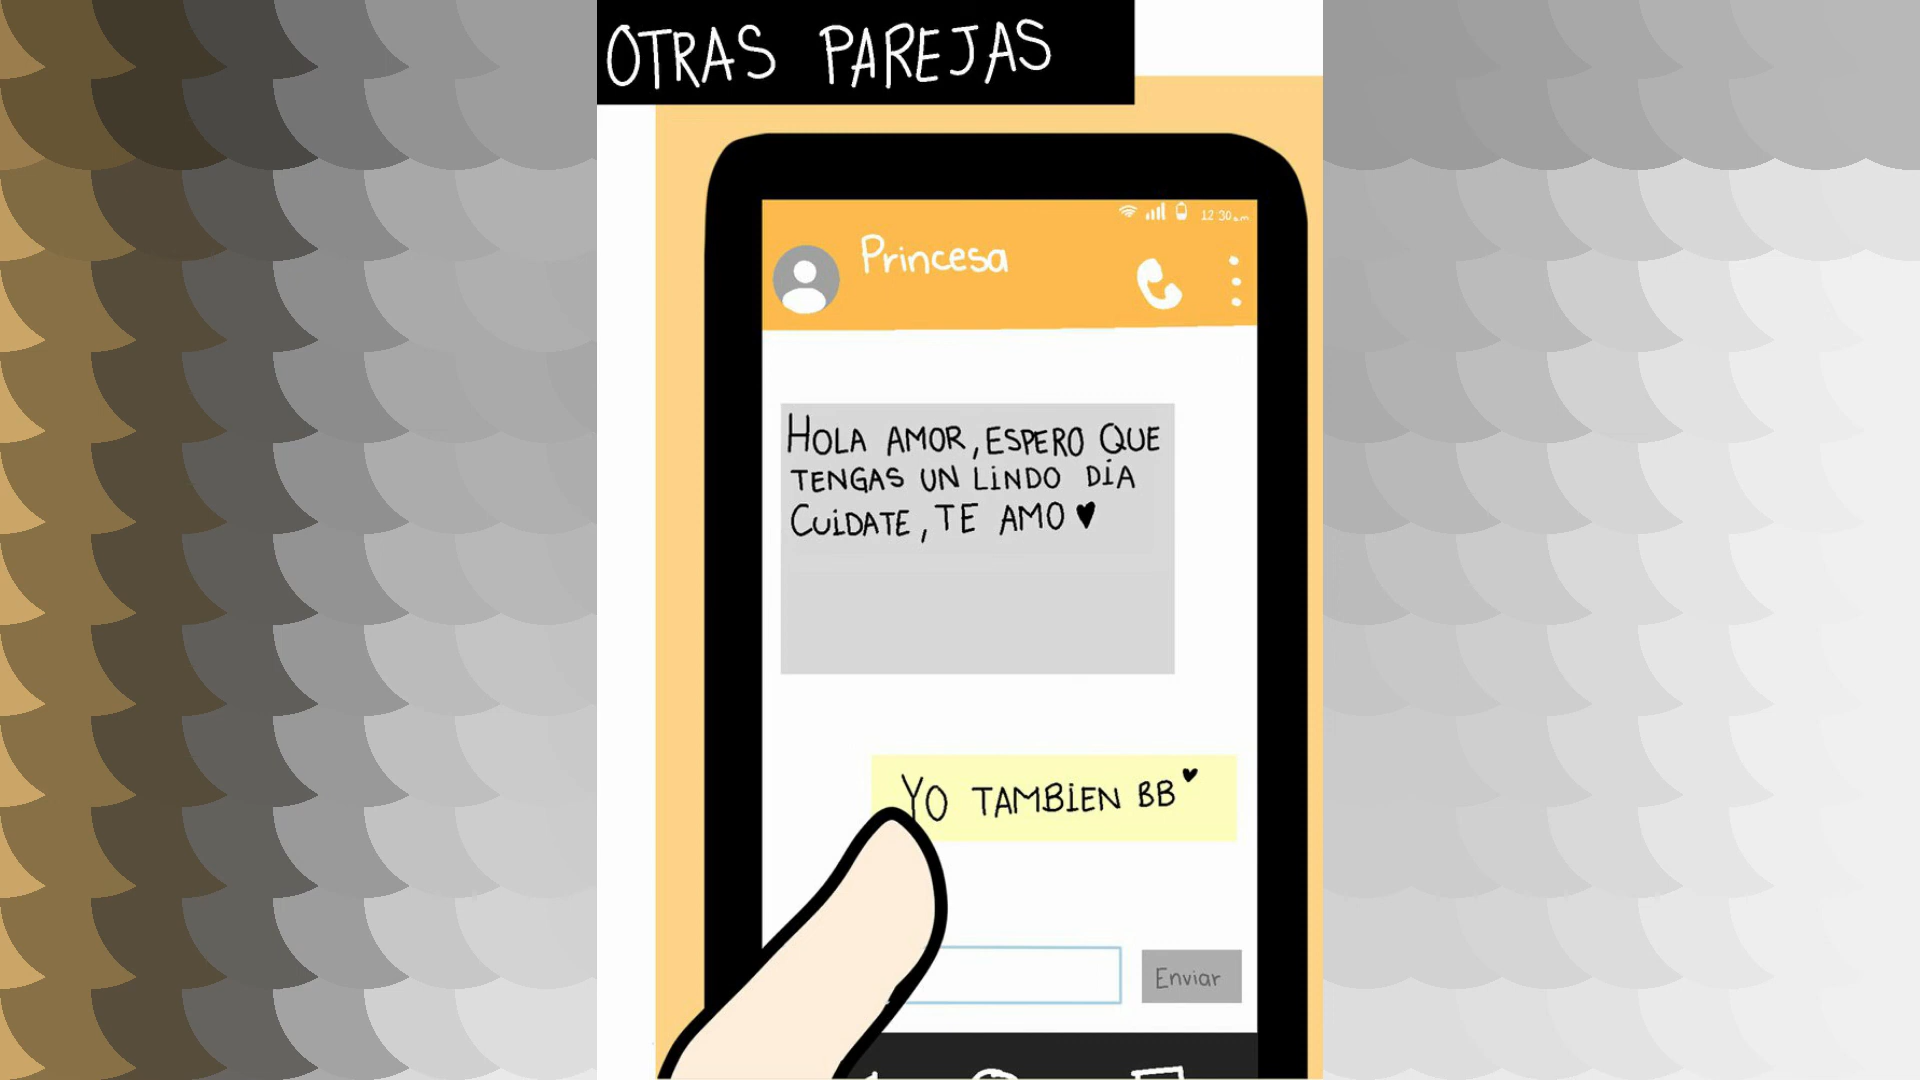 OTRAS PAREJAS
12:30am
Princesa
HOLA AMOR, ESPERO QUE
TENGAS UN LINDO DÍA
CUIDATE, TE AMO ♥
YO TAMBIEN BB ♥
Enviar